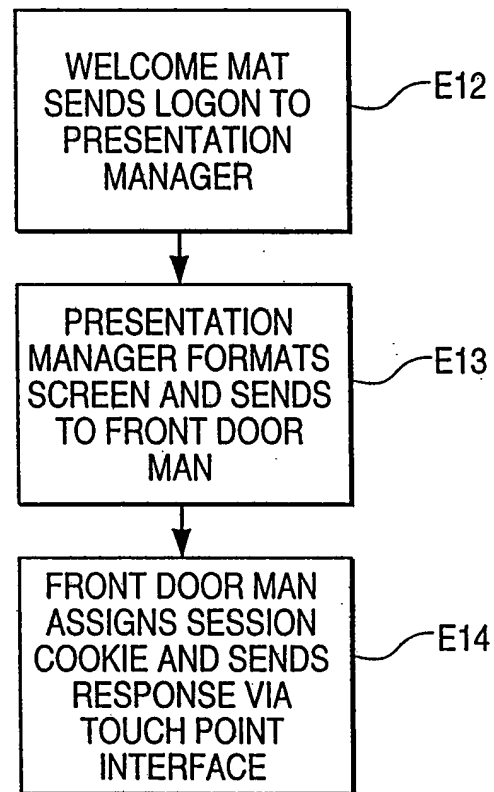 WELCOME MAT
SENDS LOGON TO
PRESENTATION
MANAGER
E12
PRESENTATION
MANAGER FORMATS
SCREEN AND SENDS
TO FRONT DOOR
MAN
E13
FRONT DOOR MAN
ASSIGNS SESSION
COOKIE AND SENDS
RESPONSE VIA
TOUCH POINT
INTERFACE
E14